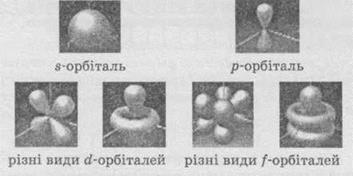 s-орбіталь
p-орбіталь
різні види d-орбіталей
різні види f-орбіталей